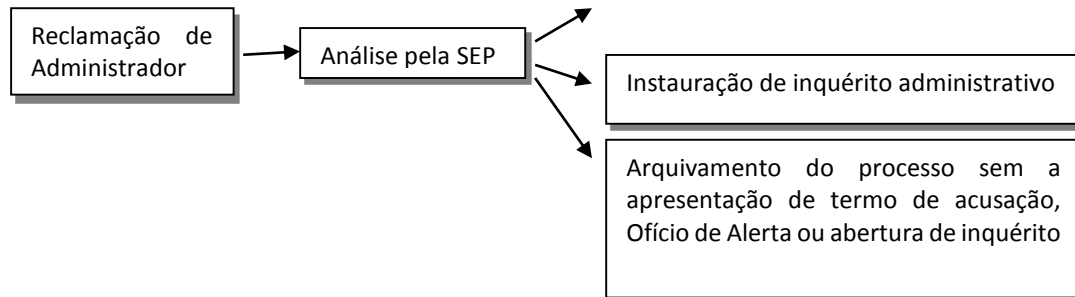 Reclamação de
Administrador
Análise pela SEP
Instauração de inquérito administrativo
Arquivamento do processo sem a
apresentação de termo de acusação,
Ofício de Alerta ou abertura de inquérito